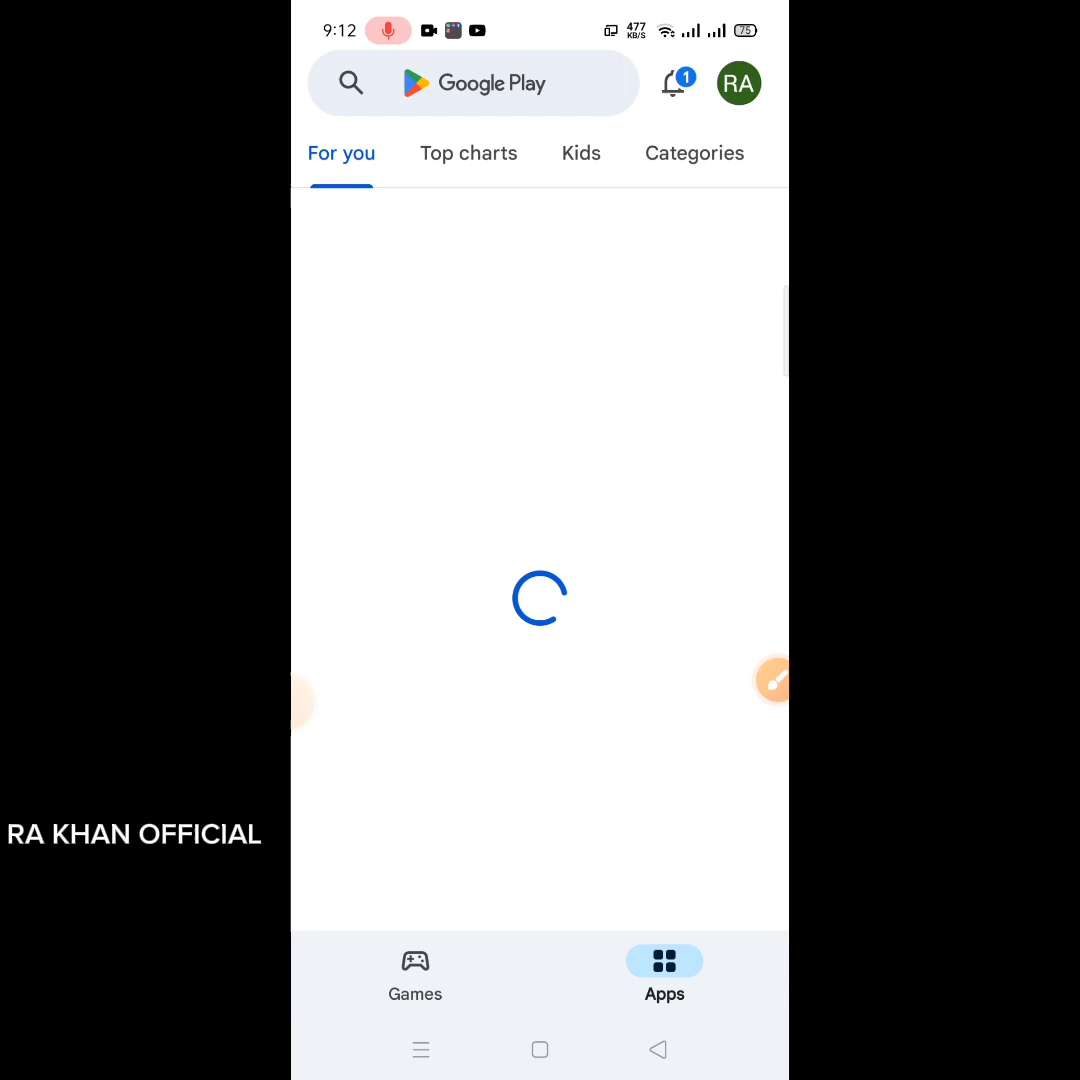 9:12 477 KB/S 75
Google Play 1 RA
For you Top charts Kids Categories
RA KHAN OFFICIAL
Games Apps